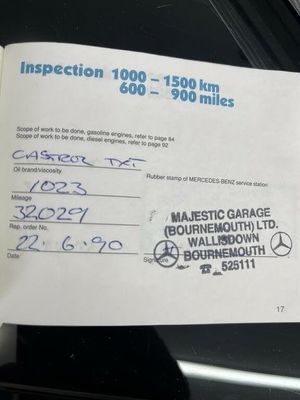 Inspection 1000 – 1500 km
600 – 900 miles
Scope of work to be done, gasoline engines, refer to page 84
Scope of work to be done, diesel engines, refer to page 92
CASTROL TXT
Oil brand/viscosity
1023
Mileage
32029
Rep. order No.
22.6.90
Date
Rubber stamp of MERCEDES-BENZ service station:
MAJESTIC GARAGE
(BOURNEMOUTH) LTD.
WALLISDOWN
BOURNEMOUTH
☎ 525111
Signature
17